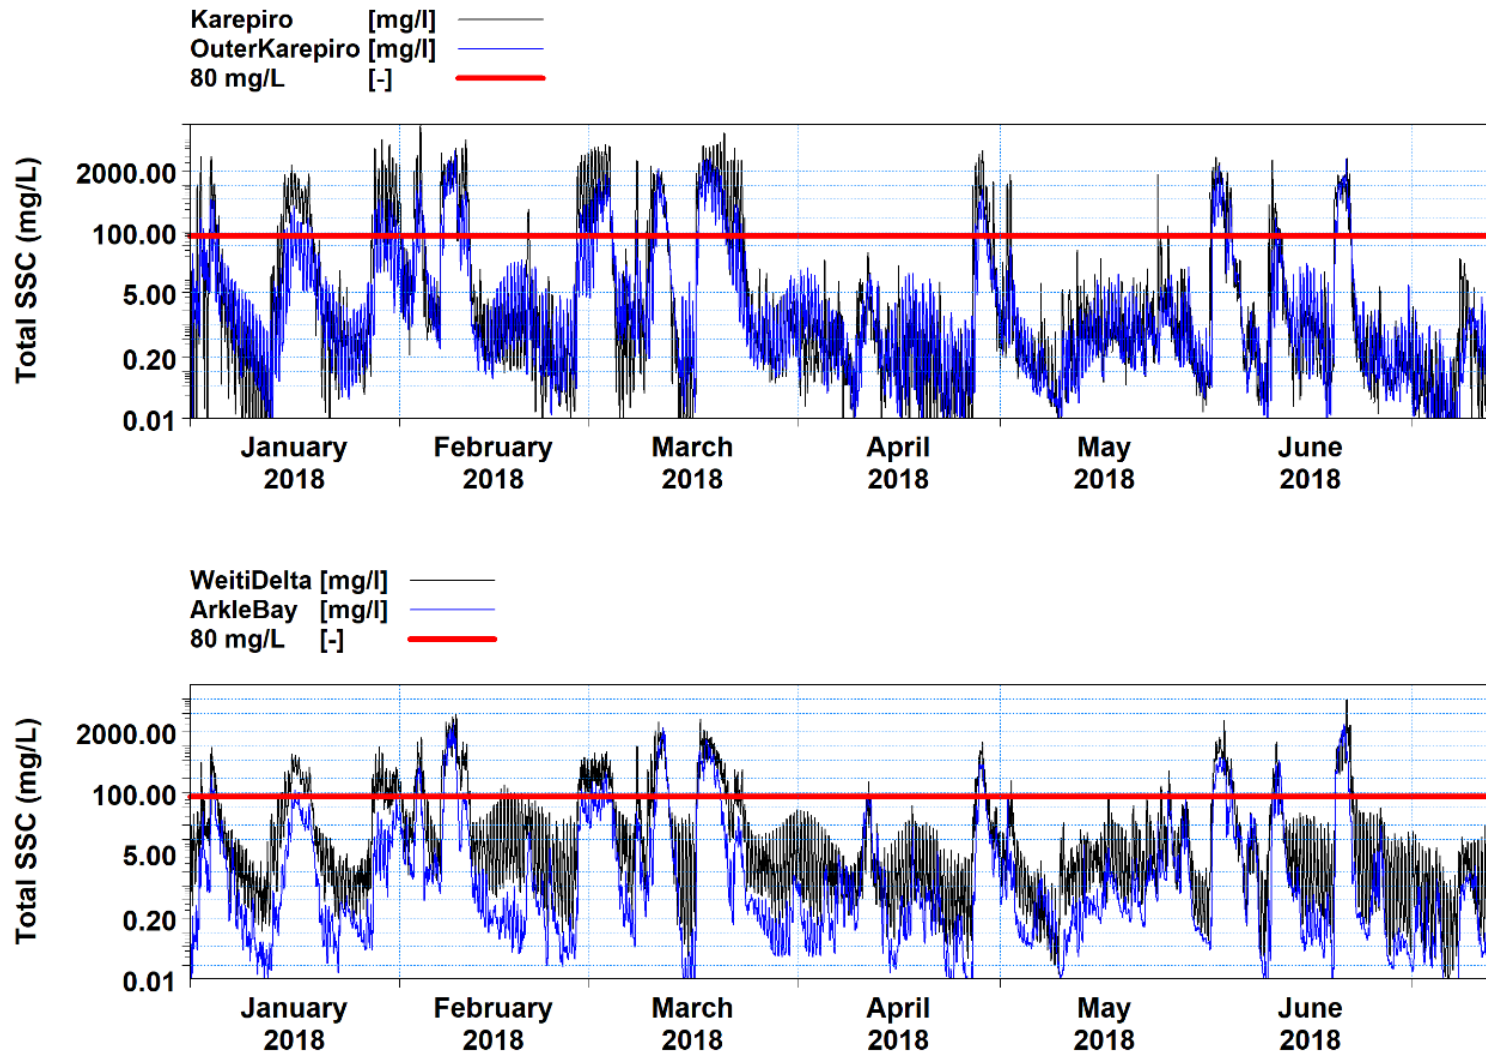 Karepiro [mg/l]
OuterKarepiro [mg/l]
80 mg/L [-]
Total SSC (mg/L)
2000.00
100.00
5.00
0.20
0.01
January February March April May June
2018 2018 2018 2018 2018 2018
WeitiDelta [mg/l]
ArkleBay [mg/l]
80 mg/L [-]
Total SSC (mg/L)
2000.00
100.00
5.00
0.20
0.01
January February March April May June
2018 2018 2018 2018 2018 2018